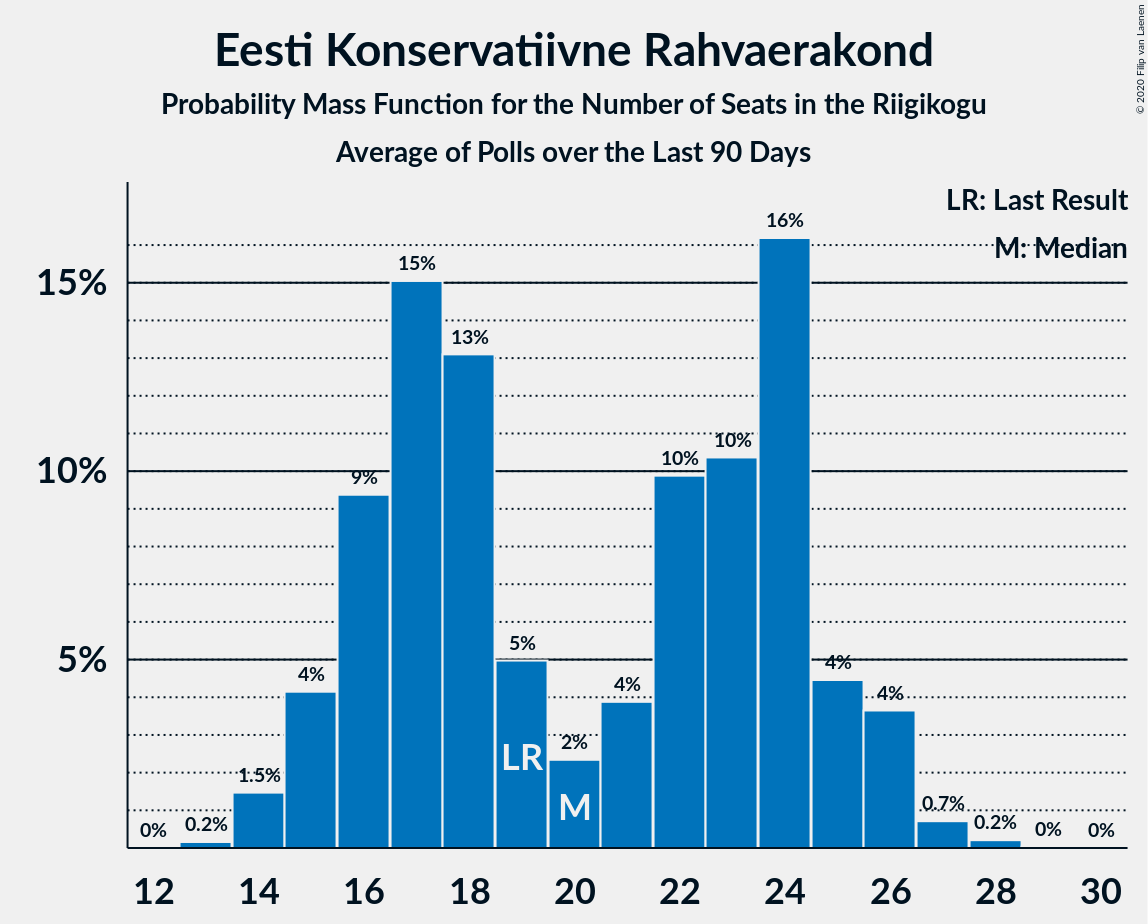 Eesti Konservatiivne Rahvaerakond
Probability Mass Function for the Number of Seats in the Riigikogu
Average of Polls over the Last 90 Days
© 2020 Filip van Laenen
LR: Last Result
M: Median
15%
10%
5%
0%
0.2%
1.5%
4%
9%
15%
13%
5%
2%
4%
10%
10%
16%
4%
4%
0.7%
0.2%
0%
0%
LR
M
12 14 16 18 20 22 24 26 28 30